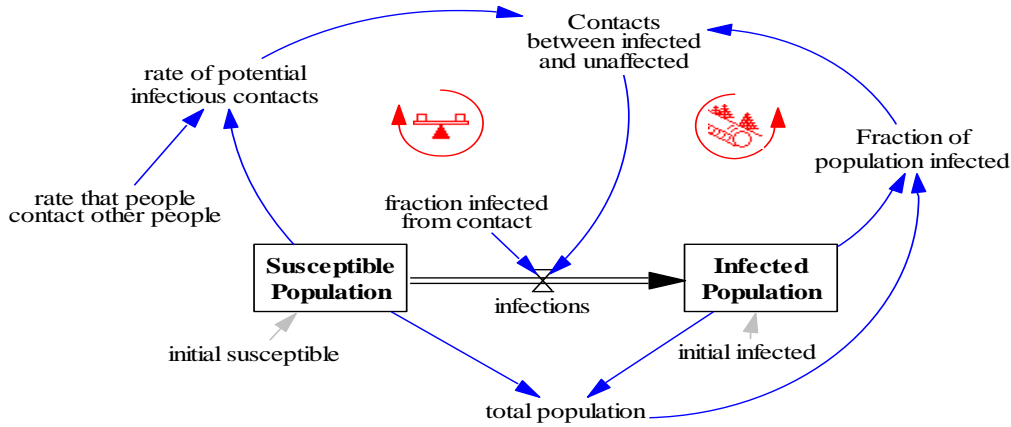 Contacts
between infected
and unaffected
rate of potential
infectious contacts
Fraction of
population infected
rate that people
contact other people
fraction infected
from contact
Susceptible
Population
Infected
Population
infections
initial susceptible
initial infected
total population